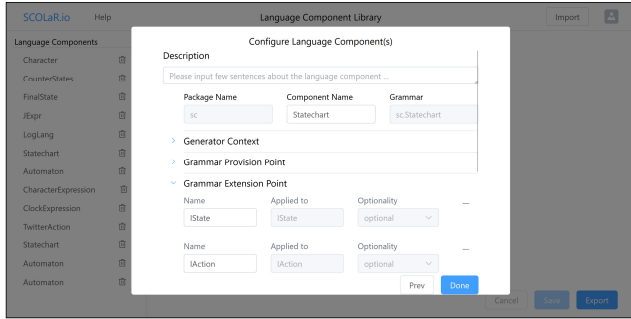 SCOLaR.io Help Language Component Library Import
Language Components
Character
CounterStates
FinalState
JExpr
LogLang
Statechart
Automaton
CharacterExpression
ClockExpression
TwitterAction
Statechart
Automaton
Automaton
Configure Language Component(s)
Description
Please input few sentences about the language component ...
Package Name Component Name Grammar
sc Statechart sc.Statechart
Generator Context
Grammar Provision Point
Grammar Extension Point
Name Applied to Optionality
IState IState optional
Name Applied to Optionality
IAction IAction optional
Prev Done
Cancel Save Export